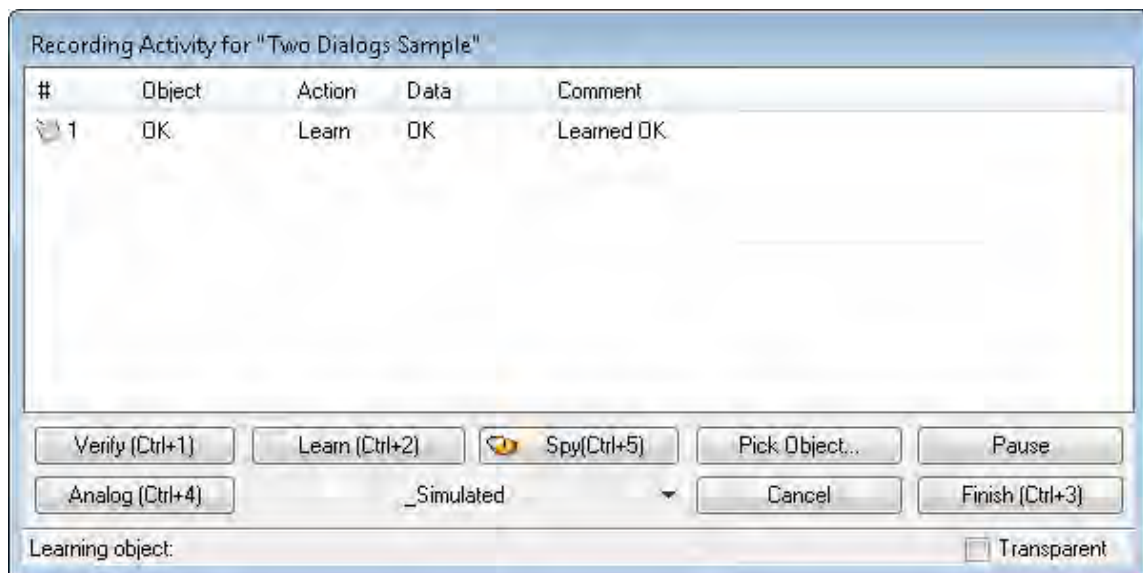 Recording Activity for "Two Dialogs Sample"
# Object Action Data Comment
1 OK Learn OK Learned OK
Verify (Ctrl+1) Learn (Ctrl+2) Spy(Ctrl+5) Pick Object... Pause
Analog (Ctrl+4) _Simulated Cancel Finish (Ctrl+3)
Learning object: Transparent